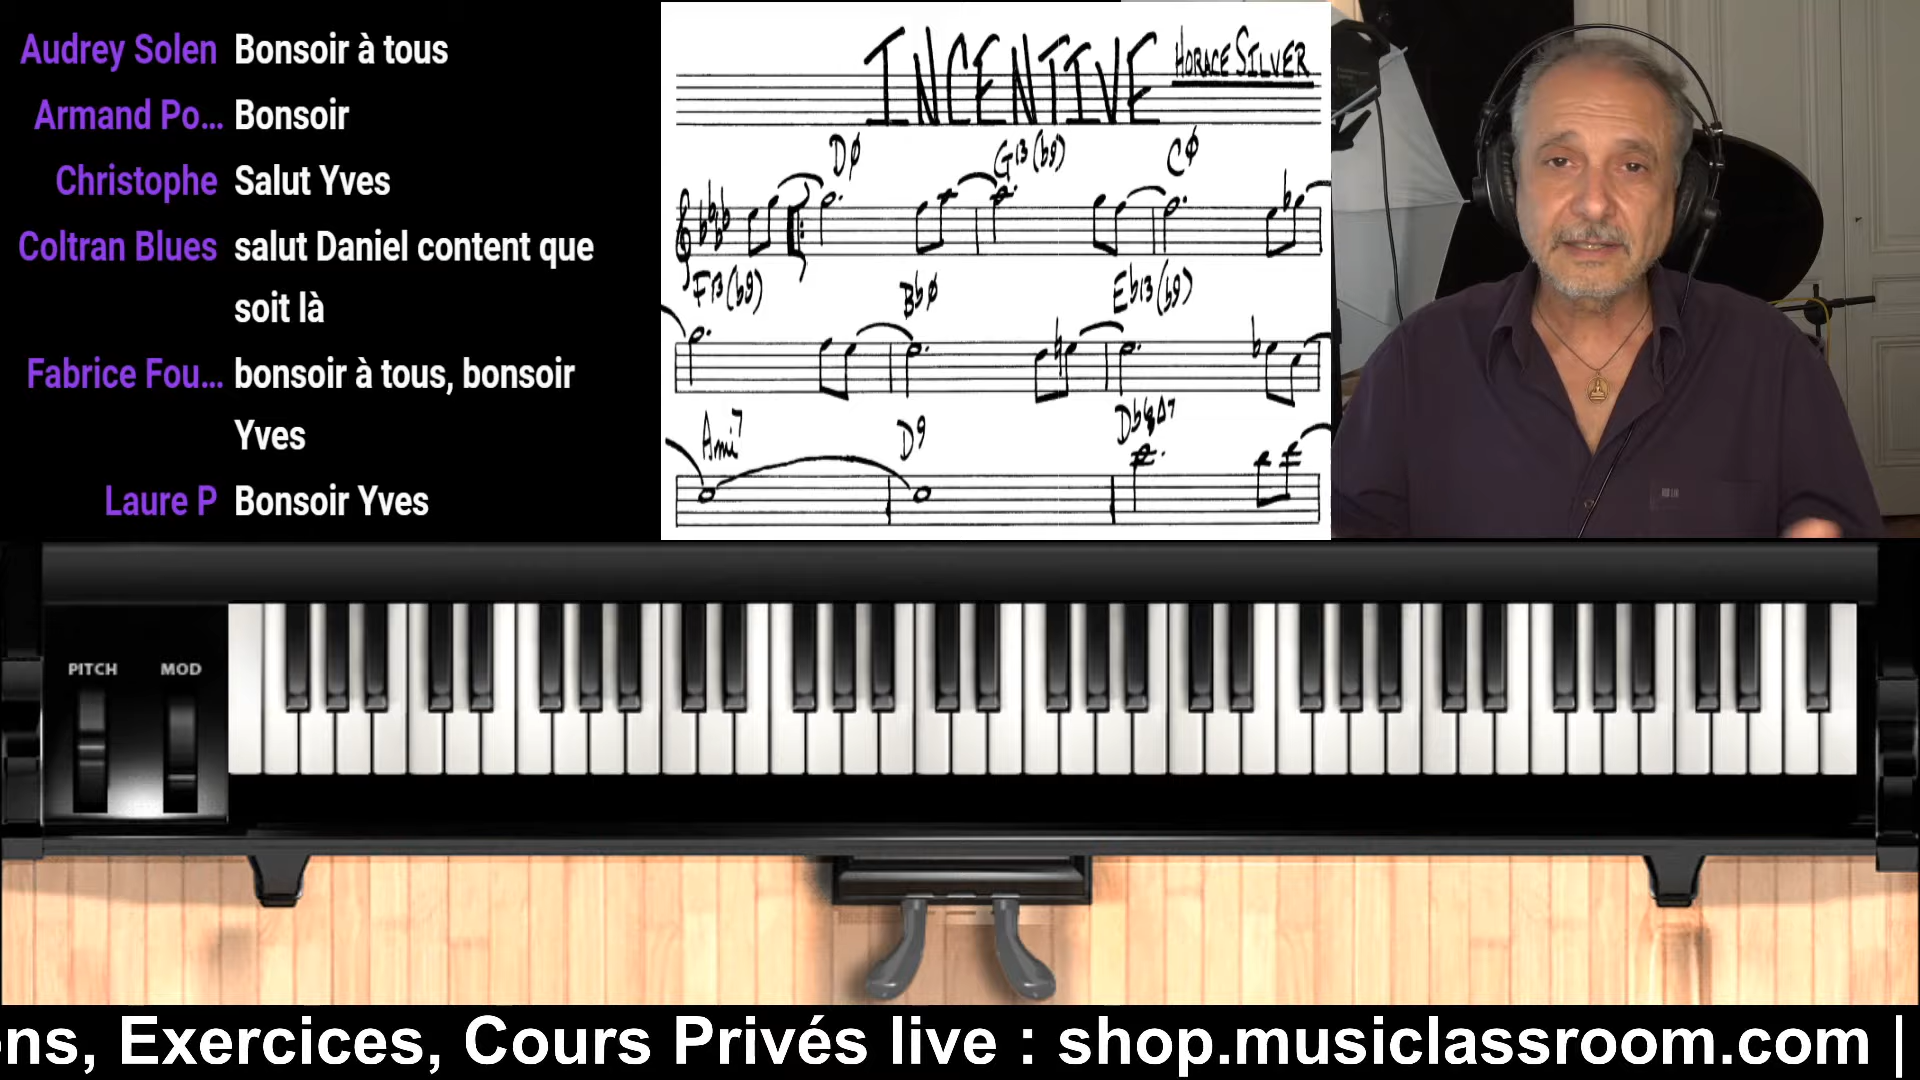 Audrey Solen Bonsoir à tous
Armand Po... Bonsoir
Christophe Salut Yves
Coltran Blues salut Daniel content que
soit là
Fabrice Fou... bonsoir à tous, bonsoir
Yves
Laure P Bonsoir Yves
INCENTIVE HORACE SILVER
DØ G13(b9) CØ
F13(b9) BbØ Eb13(b9)
Ami7 D9
PITCH MOD
ns, Exercices, Cours Privés live : shop.musiclassroom.com |